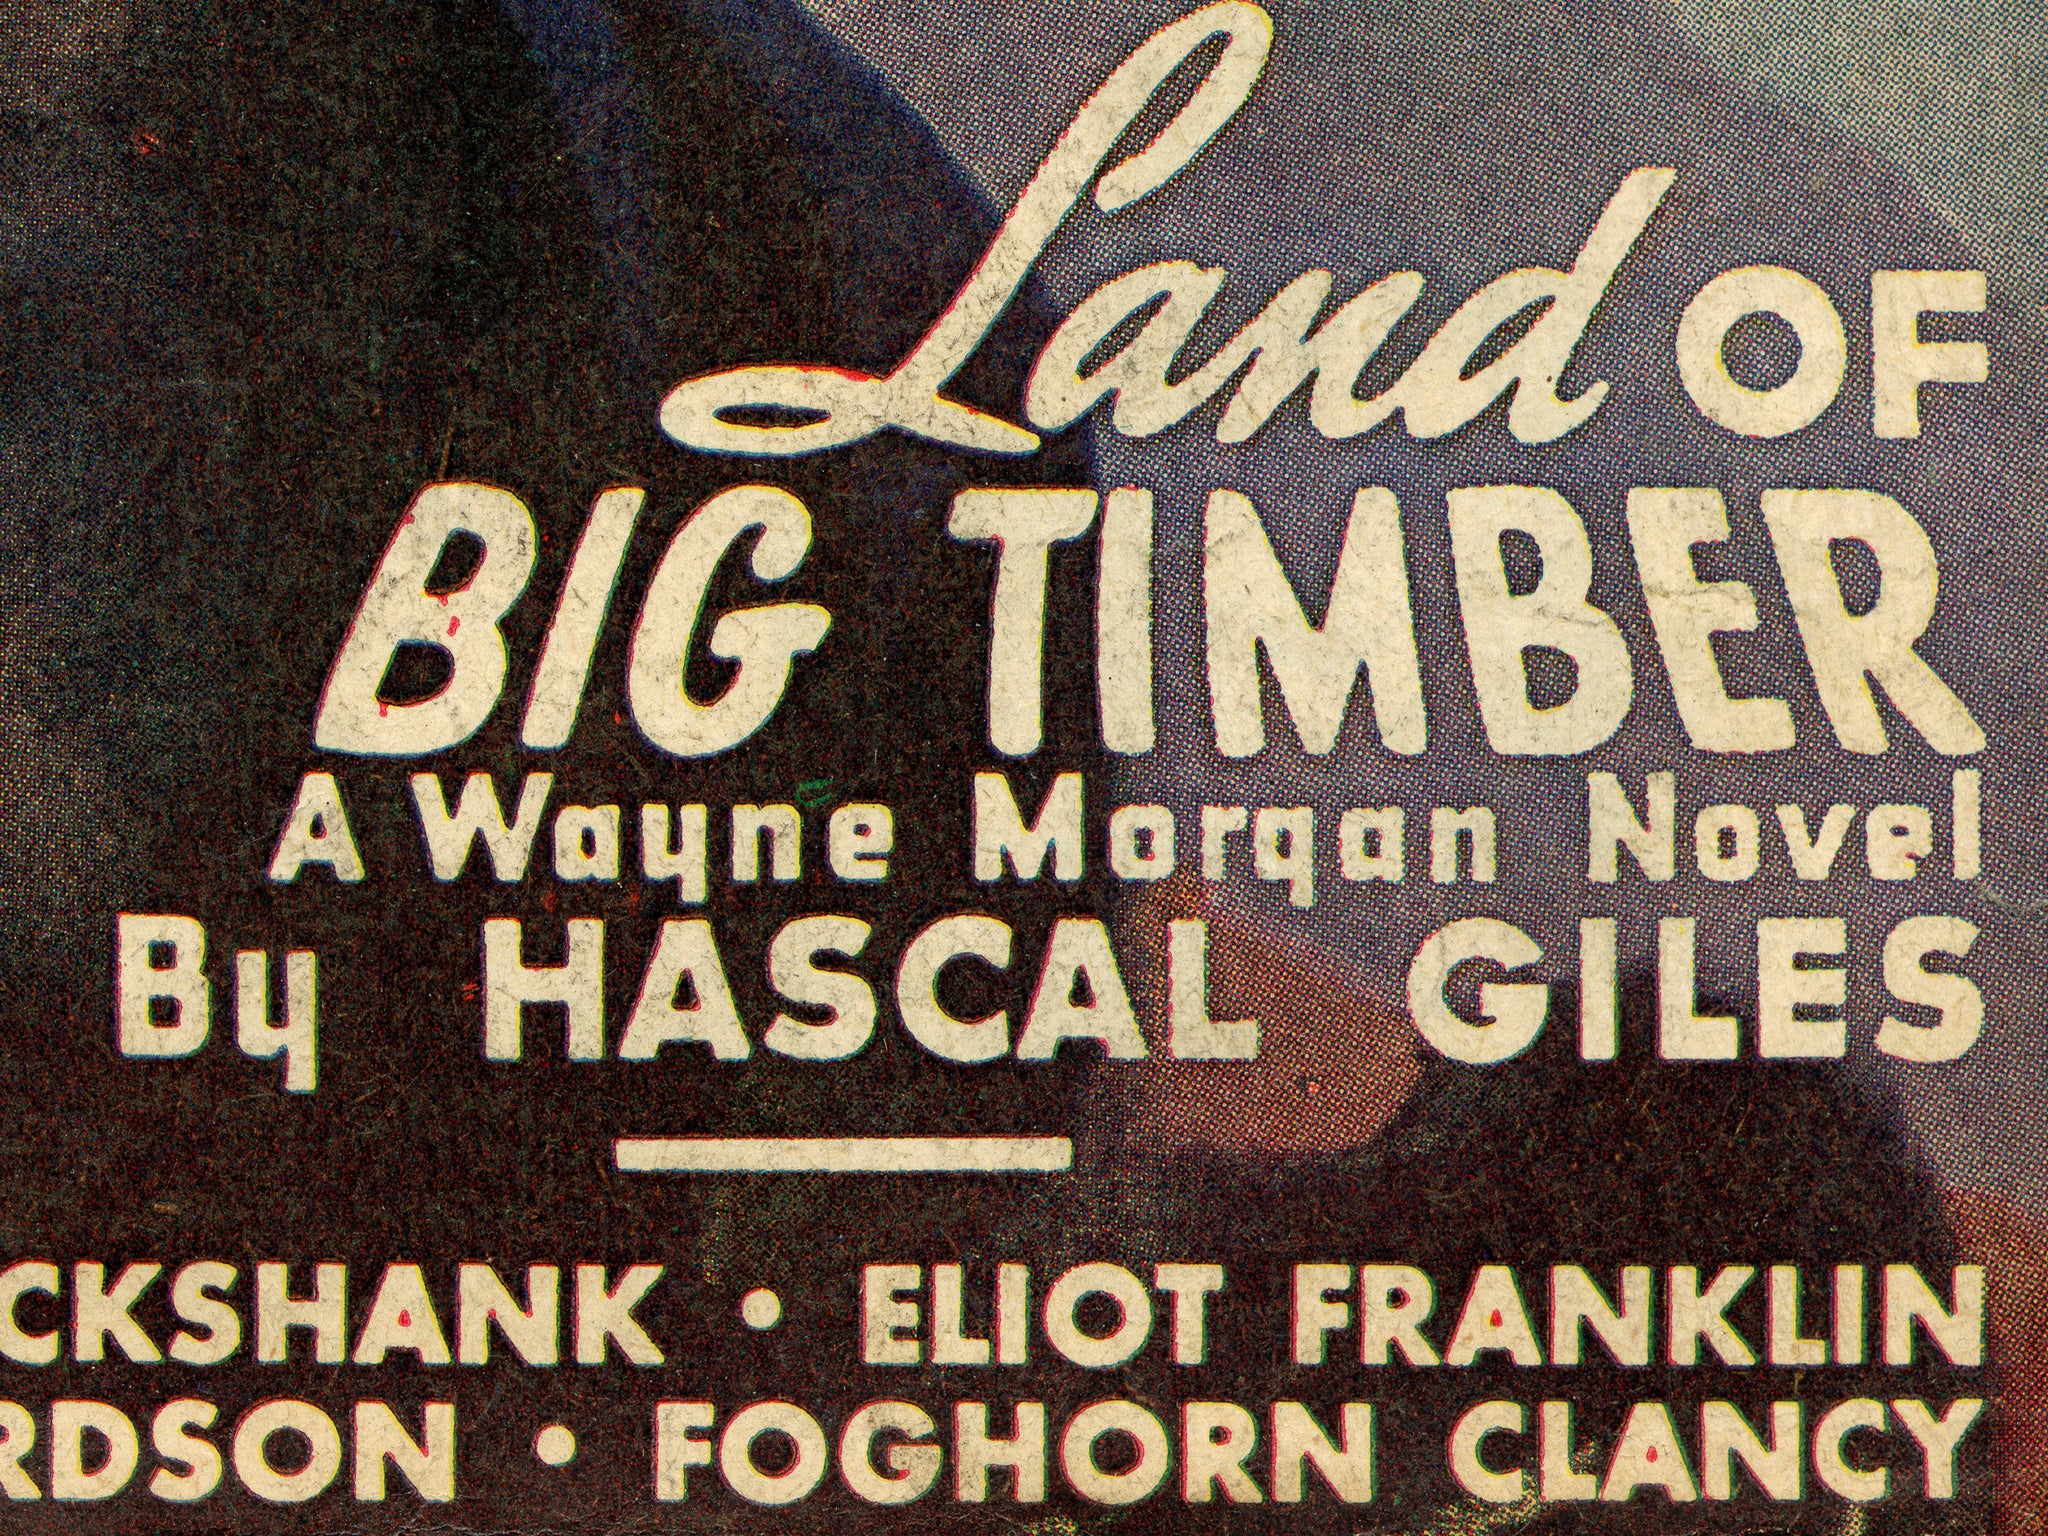 Land OF
BIG TIMBER
A Wayne Morgan Novel
By HASCAL GILES
CKSHANK • ELIOT FRANKLIN
RDSON • FOGHORN CLANCY